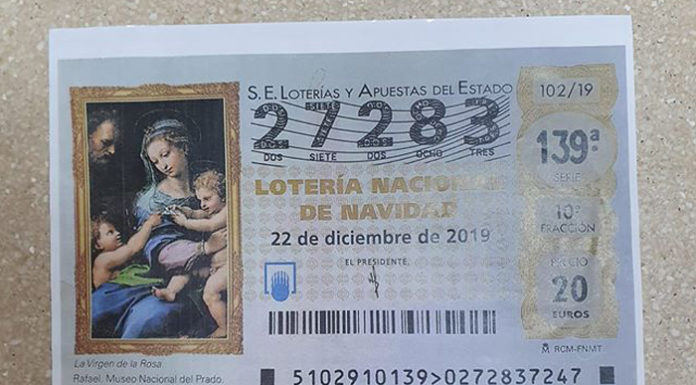 S.E. LOTERÍAS Y APUESTAS DEL ESTADO
27283
DOS SIETE DOS OCHO TRES
LOTERÍA NACIONAL
DE NAVIDAD
22 de diciembre de 2019
EL PRESIDENTE,
102/19
139ª
SERIE
10ª
FRACCIÓN
PRECIO
20
EUROS
RCM-FNMT
La Virgen de la Rosa.
Rafael. Museo Nacional del Prado.
5102910139 0272837247